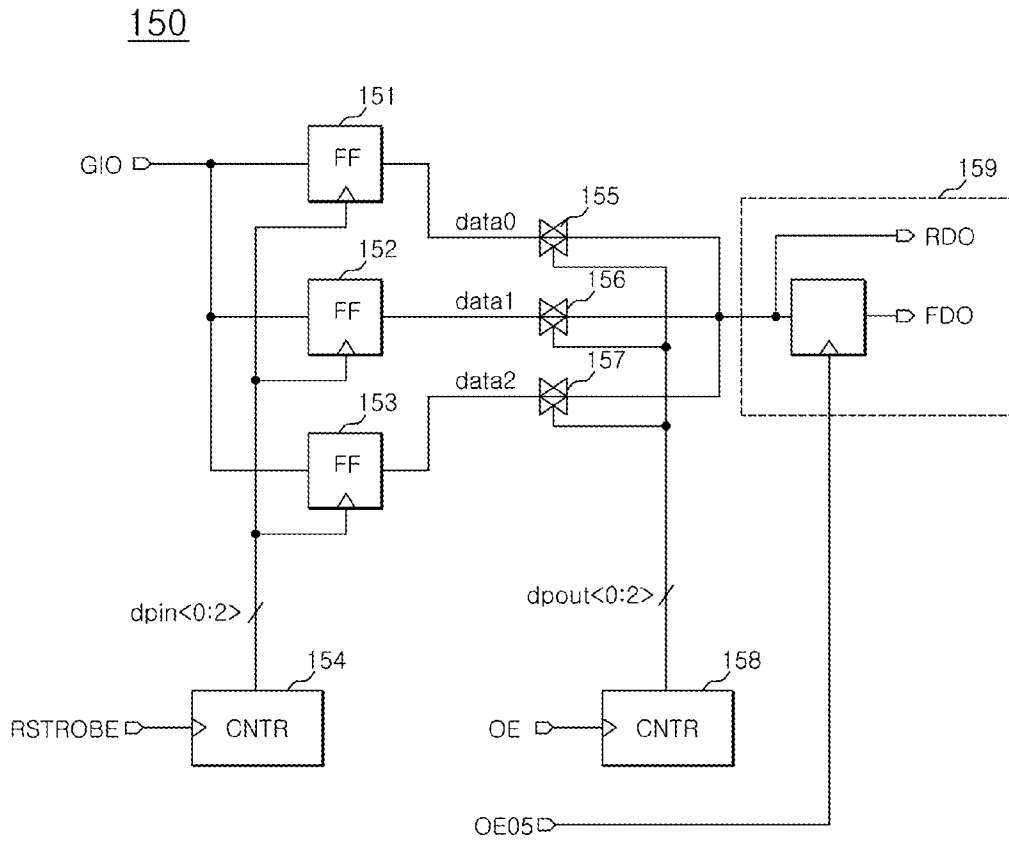 150
151
GIO
FF
159
155
data0
RDO
152
156
FF
data1
FDO
157
data2
153
FF
dpin<0:2>
dpout<0:2>
154
158
RSTROBE
CNTR
OE
CNTR
OE05